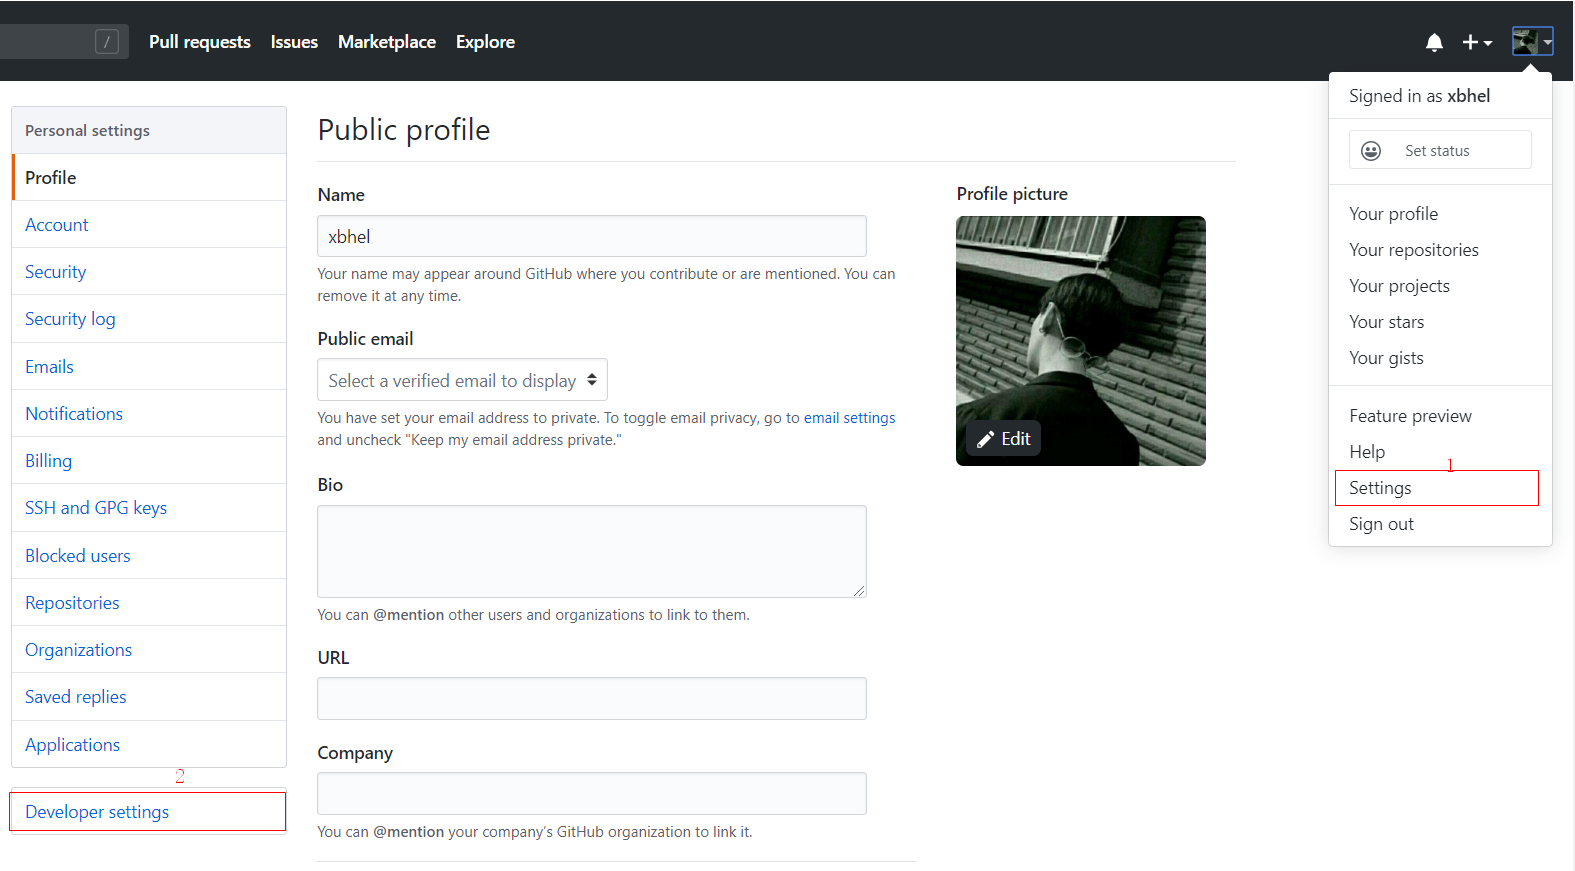 /
Pull requests
Issues
Marketplace
Explore
Signed in as xbhel
Set status
Your profile
Your repositories
Your projects
Your stars
Your gists
Feature preview
Help
1
Settings
Sign out
Personal settings
Profile
Account
Security
Security log
Emails
Notifications
Billing
SSH and GPG keys
Blocked users
Repositories
Organizations
Saved replies
Applications
2
Developer settings
Public profile
Name
xbhel
Your name may appear around GitHub where you contribute or are mentioned. You can
remove it at any time.
Public email
Select a verified email to display
You have set your email address to private. To toggle email privacy, go to email settings
and uncheck "Keep my email address private."
Bio
You can @mention other users and organizations to link to them.
URL
Company
You can @mention your company's GitHub organization to link it.
Profile picture
Edit